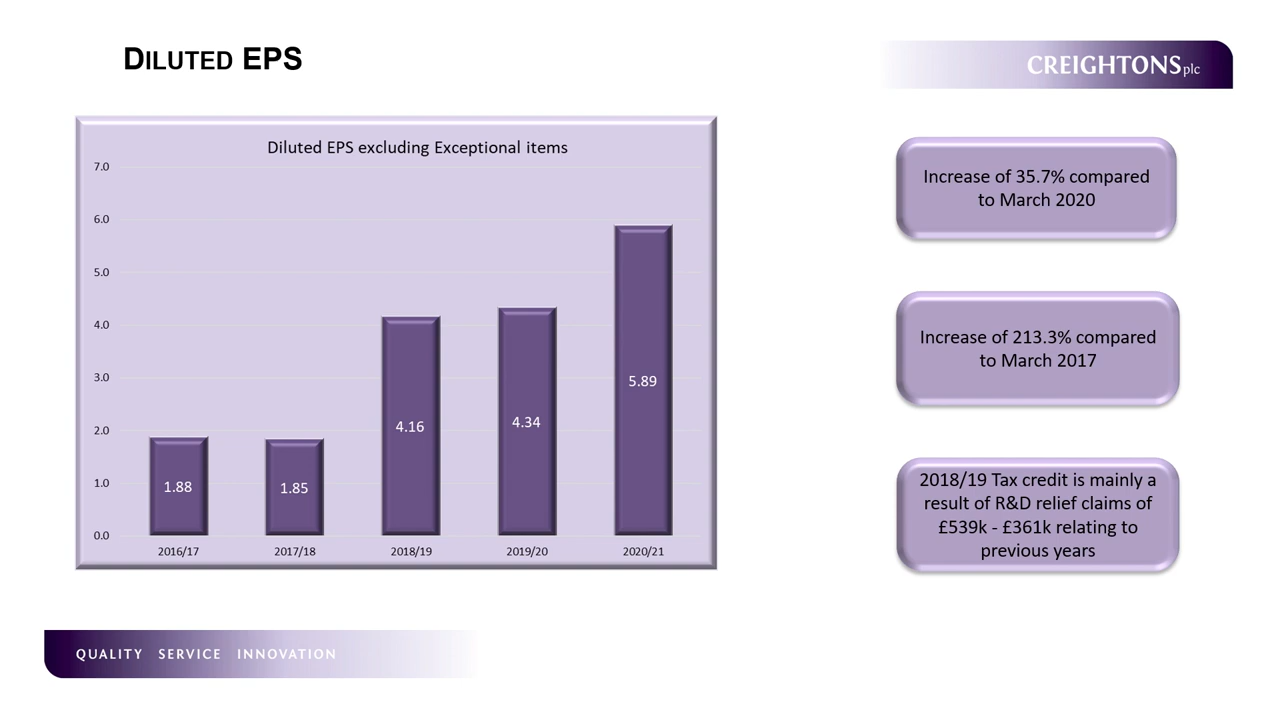 DILUTED EPS
CREIGHTONS plc
Diluted EPS excluding Exceptional items
7.0
6.0
5.0
4.0
3.0
2.0
1.0
0.0
1.88
1.85
4.16
4.34
5.89
2016/17
2017/18
2018/19
2019/20
2020/21
Increase of 35.7% compared
to March 2020
Increase of 213.3% compared
to March 2017
2018/19 Tax credit is mainly a
result of R&D relief claims of
£539k - £361k relating to
previous years
QUALITY SERVICE INNOVATION